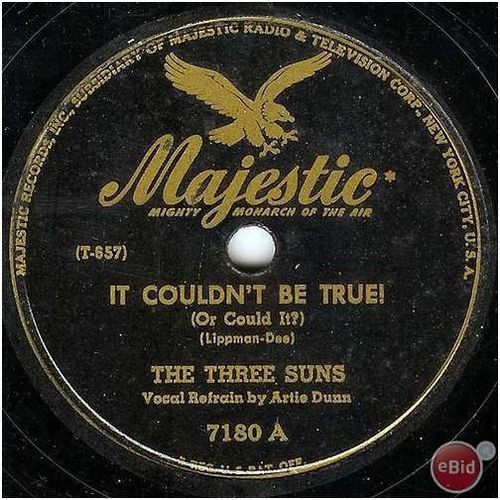 MAJESTIC RECORDS, INC., SUBSIDIARY OF MAJESTIC RADIO & TELEVISION CORP., NEW YORK CITY, U.S.A.
Majestic*
MIGHTY MONARCH OF THE AIR
(T-657)
IT COULDN'T BE TRUE!
(Or Could It?)
(Lippman-Dee)
THE THREE SUNS
Vocal Refrain by Artie Dunn
7180 A
PAT. OFF.
eBid